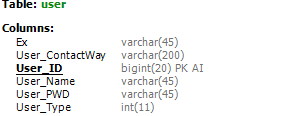 Table: user
Columns:
Ex varchar(45)
User_ContactWay varchar(200)
User_ID bigint(20) PK AI
User_Name varchar(45)
User_PWD varchar(45)
User_Type int(11)